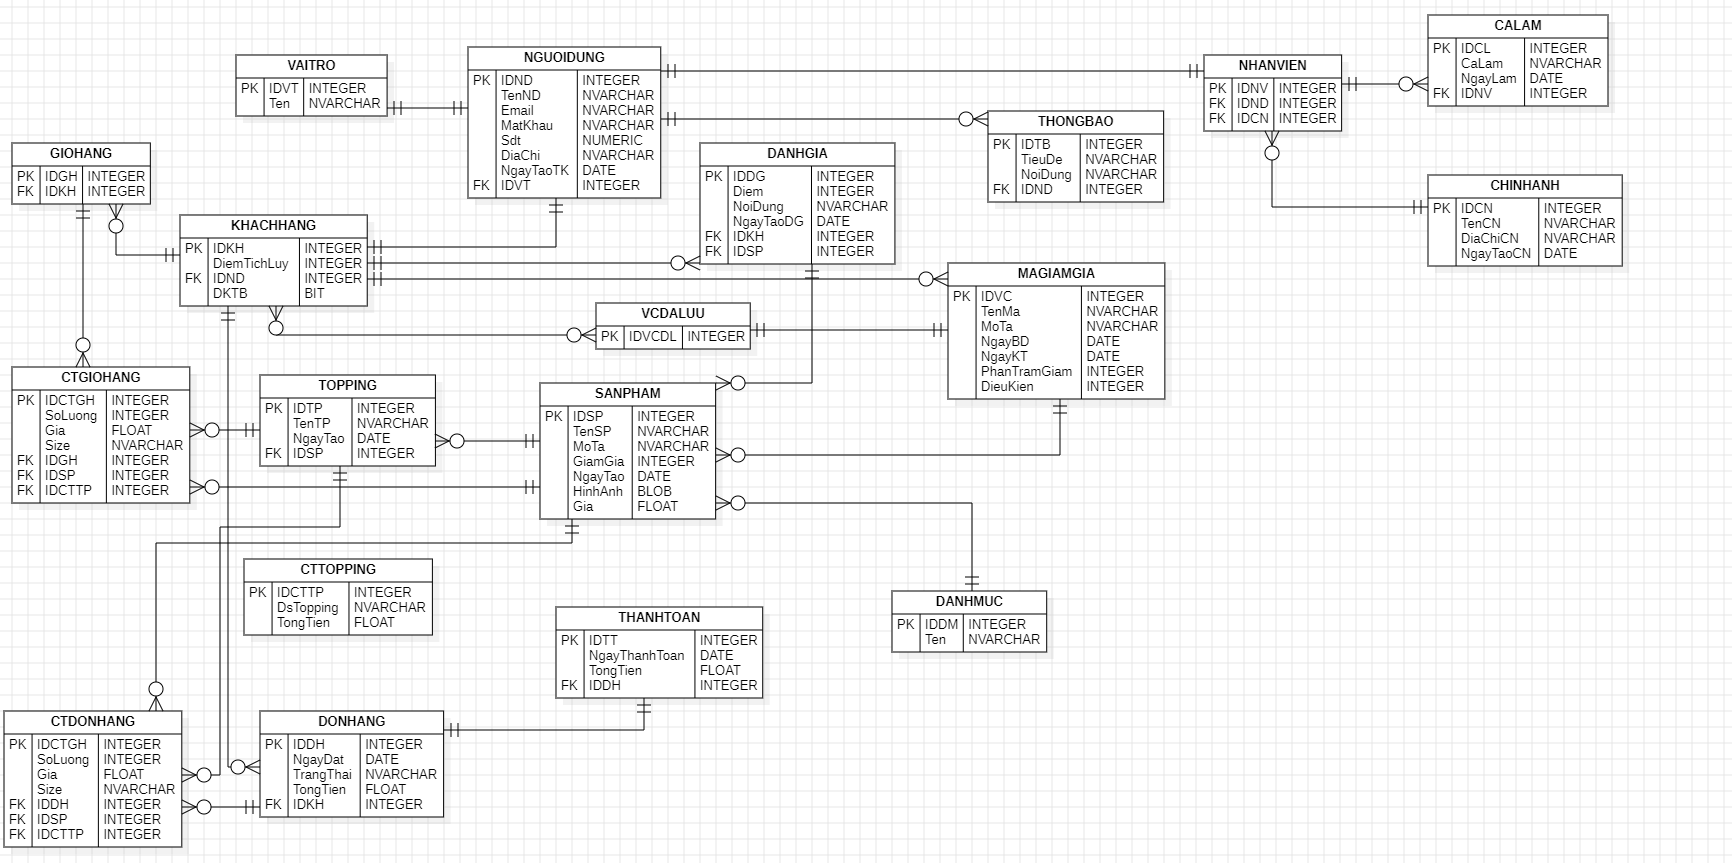 VAITRO
PK IDVT INTEGER
Ten NVARCHAR
NGUOIDUNG
PK IDND INTEGER
TenND NVARCHAR
Email NVARCHAR
MatKhau NVARCHAR
Sdt NUMERIC
DiaChi NVARCHAR
NgayTaoTK DATE
FK IDVT INTEGER
NHANVIEN
PK IDNV INTEGER
FK IDND INTEGER
FK IDCN INTEGER
CALAM
PK IDCL INTEGER
CaLam NVARCHAR
NgayLam DATE
FK IDNV INTEGER
THONGBAO
PK IDTB INTEGER
TieuDe NVARCHAR
NoiDung NVARCHAR
FK IDND INTEGER
GIOHANG
PK IDGH INTEGER
FK IDKH INTEGER
DANHGIA
PK IDDG INTEGER
Diem INTEGER
NoiDung NVARCHAR
NgayTaoDG DATE
FK IDKH INTEGER
FK IDSP INTEGER
CHINHANH
PK IDCN INTEGER
TenCN NVARCHAR
DiaChiCN NVARCHAR
NgayTaoCN DATE
KHACHHANG
PK IDKH INTEGER
DiemTichLuy INTEGER
FK IDND INTEGER
DKTB BIT
MAGIAMGIA
PK IDVC INTEGER
TenMa NVARCHAR
MoTa NVARCHAR
NgayBD DATE
NgayKT DATE
PhanTramGiam INTEGER
DieuKien INTEGER
VCDALUU
PK IDVCDL INTEGER
CTGIOHANG
PK IDCTGH INTEGER
SoLuong INTEGER
Gia FLOAT
Size NVARCHAR
FK IDGH INTEGER
FK IDSP INTEGER
FK IDCTTP INTEGER
TOPPING
PK IDTP INTEGER
TenTP NVARCHAR
NgayTao DATE
FK IDSP INTEGER
SANPHAM
PK IDSP INTEGER
TenSP NVARCHAR
MoTa NVARCHAR
GiamGia INTEGER
NgayTao DATE
HinhAnh BLOB
Gia FLOAT
CTTOPPING
PK IDCTTP INTEGER
DsTopping NVARCHAR
TongTien FLOAT
THANHTOAN
PK IDTT INTEGER
NgayThanhToan DATE
TongTien FLOAT
FK IDDH INTEGER
DANHMUC
PK IDDM INTEGER
Ten NVARCHAR
CTDONHANG
PK IDCTGH INTEGER
SoLuong INTEGER
Gia FLOAT
Size NVARCHAR
FK IDDH INTEGER
FK IDSP INTEGER
FK IDCTTP INTEGER
DONHANG
PK IDDH INTEGER
NgayDat DATE
TrangThai NVARCHAR
TongTien FLOAT
FK IDKH INTEGER